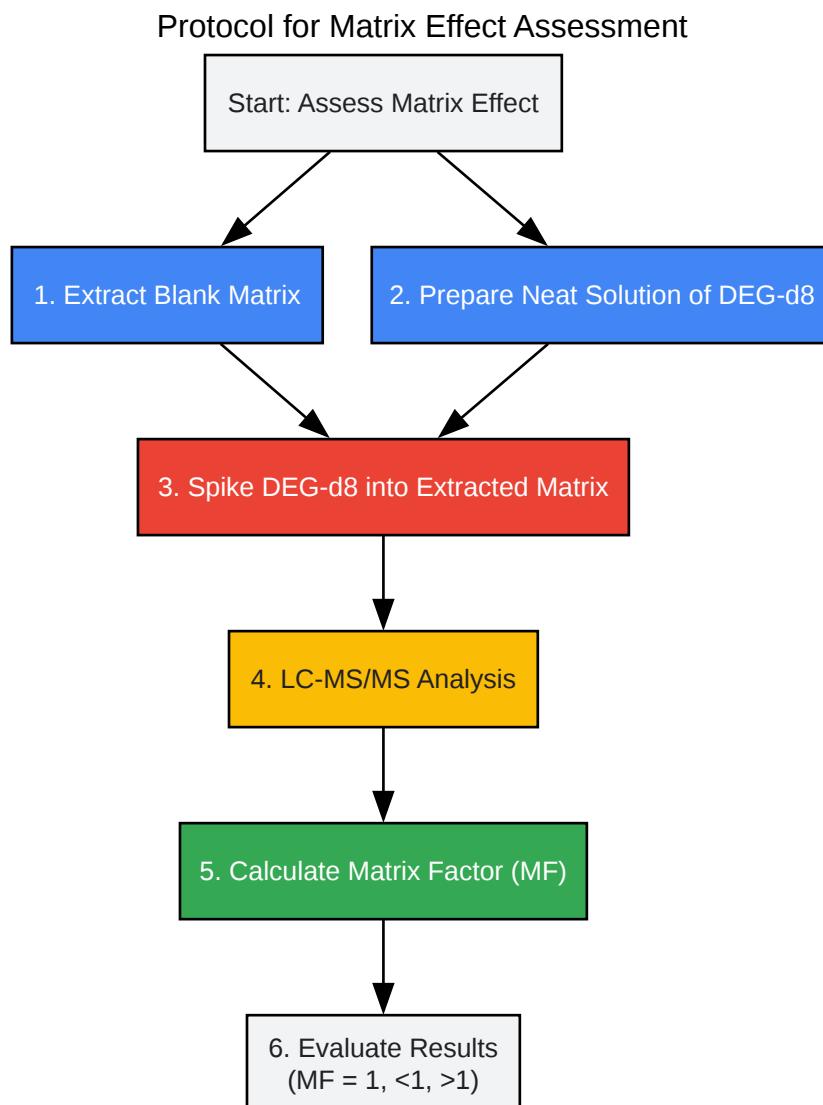 Protocol for Matrix Effect Assessment
Start: Assess Matrix Effect
1. Extract Blank Matrix
2. Prepare Neat Solution of DEG-d8
3. Spike DEG-d8 into Extracted Matrix
4. LC-MS/MS Analysis
5. Calculate Matrix Factor (MF)
6. Evaluate Results
(MF = 1, <1, >1)